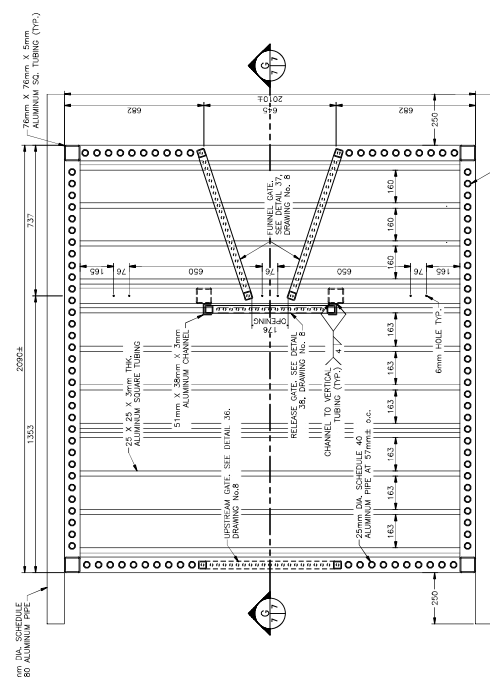 76mm X 76mm X 5mm
ALUMINUM SQ. TUBING (TYP.)
G
7 7
2010±
682
645
682
250
737
2090±
1353
FUNNEL GATE.
SEE DETAIL 37,
DRAWING No. 8
160
160
160
165
76
650
76
650
76
165
6mm HOLE TYP.
51mm X 38mm X 3mm
ALUMINUM CHANNEL
176
OPENING
25 X 25 X 3mm THK.
ALUMINUM SQUARE TUBING
RELEASE GATE. SEE DETAIL
38, DRAWING No. 8
CHANNEL TO VERTICAL
TUBING (TYP.)
4
163
163
163
163
163
163
UPSTREAM GATE. SEE DETAIL 36,
DRAWING No.8
25mm DIA. SCHEDULE 40
ALUMINUM PIPE AT 57mm± o.c.
250
G
7 7
nm DIA. SCHEDULE
80 ALUMINUM PIPE